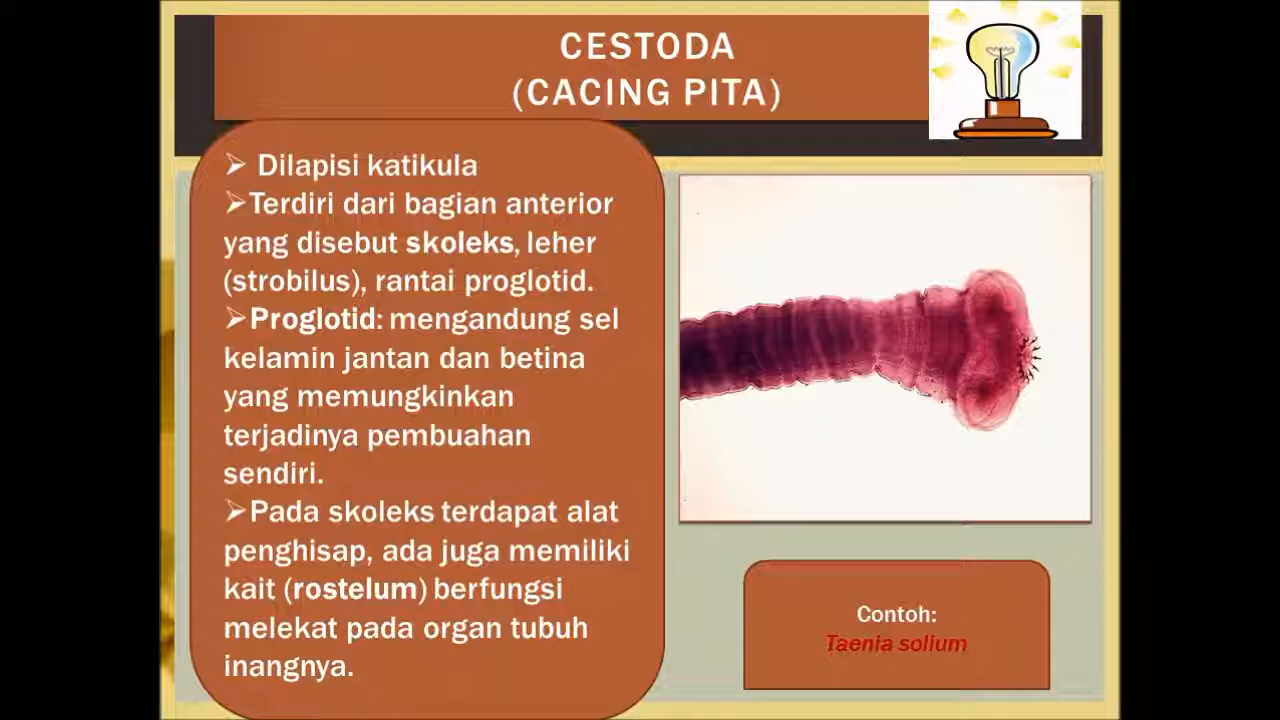 CESTODA
(CACING PITA)
➢ Dilapisi katikula
➢Terdiri dari bagian anterior
yang disebut skoleks, leher
(strobilus), rantai proglotid.
➢Proglotid: mengandung sel
kelamin jantan dan betina
yang memungkinkan
terjadinya pembuahan
sendiri.
➢Pada skoleks terdapat alat
penghisap, ada juga memiliki
kait (rostelum) berfungsi
melekat pada organ tubuh
inangnya.
Contoh:
Taenia solium